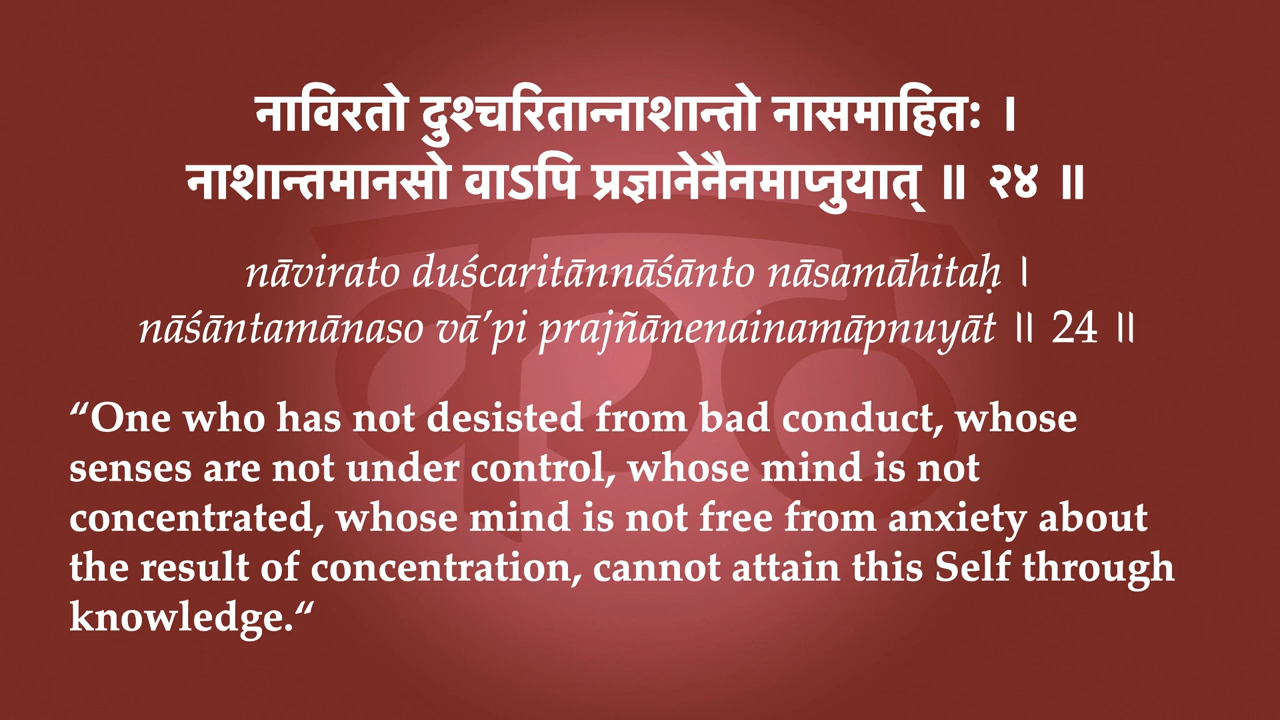 नाविरतो दुश्चरितान्नाशान्तो नासमाहितः ।
नाशान्तमानसो वाऽपि प्रज्ञानेनैनमाप्नुयात् ॥ २४ ॥
nāvirato duścaritānnāśānto nāsamāhitaḥ ।
nāśāntamānaso vā’pi prajñānenainamāpnuyāt ॥ 24 ॥
“One who has not desisted from bad conduct, whose
senses are not under control, whose mind is not
concentrated, whose mind is not free from anxiety about
the result of concentration, cannot attain this Self through
knowledge.“